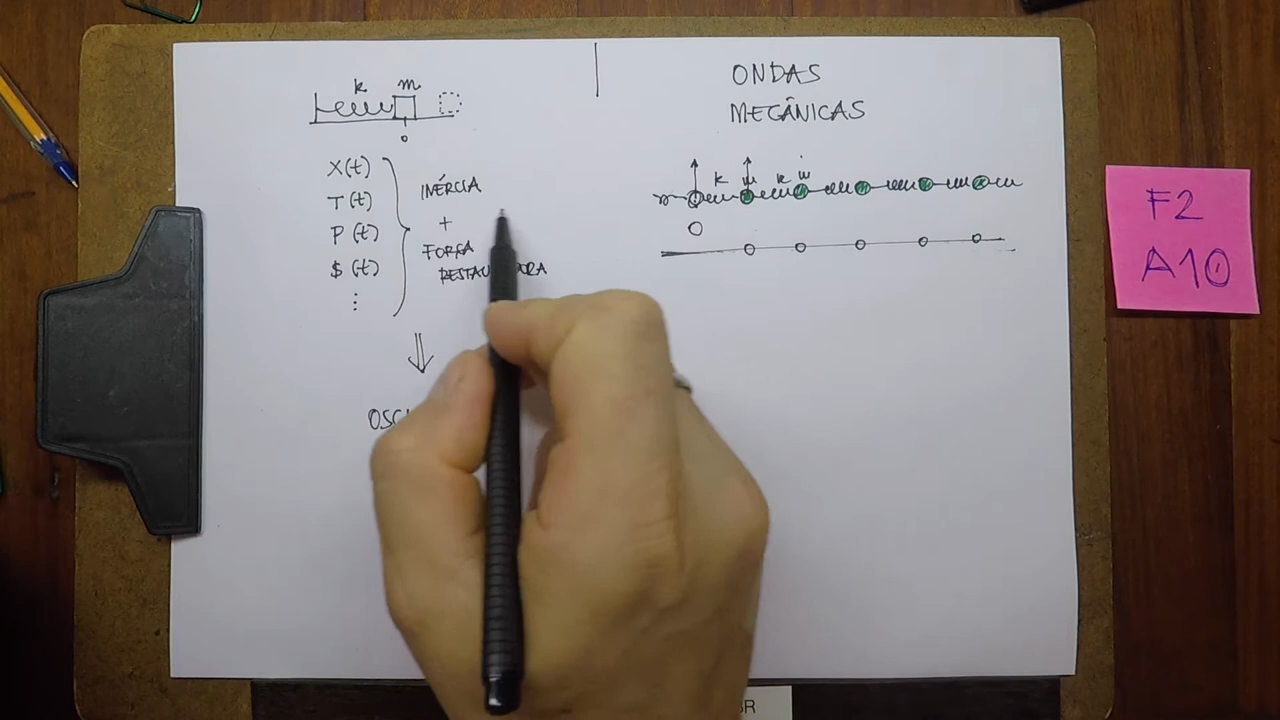 k m
o
X(t)
T(t)
P(t)
$(t)
⋮
INÉRCIA
+
FORÇA
⇓
ONDAS
MECÂNICAS
k m k m
m
F2
A10